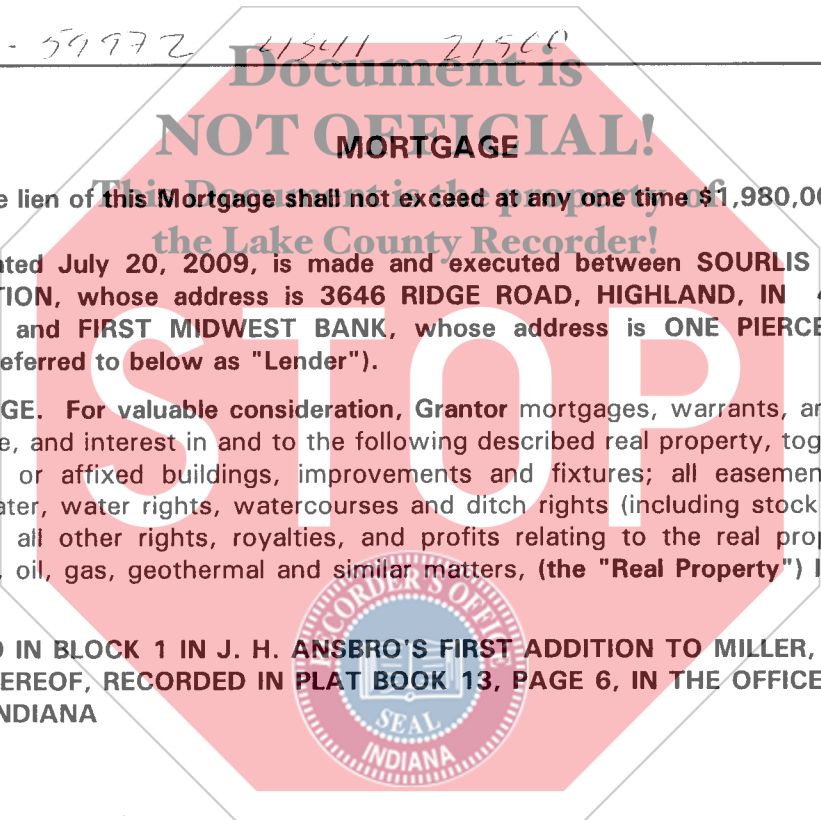 - 59972 41341 21500
Document is
NOT OFFICIAL!
MORTGAGE
This Document is the property of
the Lake County Recorder!
e lien of this Mortgage shall not exceed at any one time $1,980,00
ated July 20, 2009, is made and executed between SOURLIS
TION, whose address is 3646 RIDGE ROAD, HIGHLAND, IN 4
and FIRST MIDWEST BANK, whose address is ONE PIERCE
eferred to below as "Lender").
STOP
GE. For valuable consideration, Grantor mortgages, warrants, an
e, and interest in and to the following described real property, tog
or affixed buildings, improvements and fixtures; all easemen
ater, water rights, watercourses and ditch rights (including stock
all other rights, royalties, and profits relating to the real prop
, oil, gas, geothermal and similar matters, (the "Real Property") l
RECORDER'S OFFICE
IN BLOCK 1 IN J. H. ANSBRO'S FIRST ADDITION TO MILLER,
EREOF, RECORDED IN PLAT BOOK 13, PAGE 6, IN THE OFFICE
NDIANA
SEAL
INDIANA